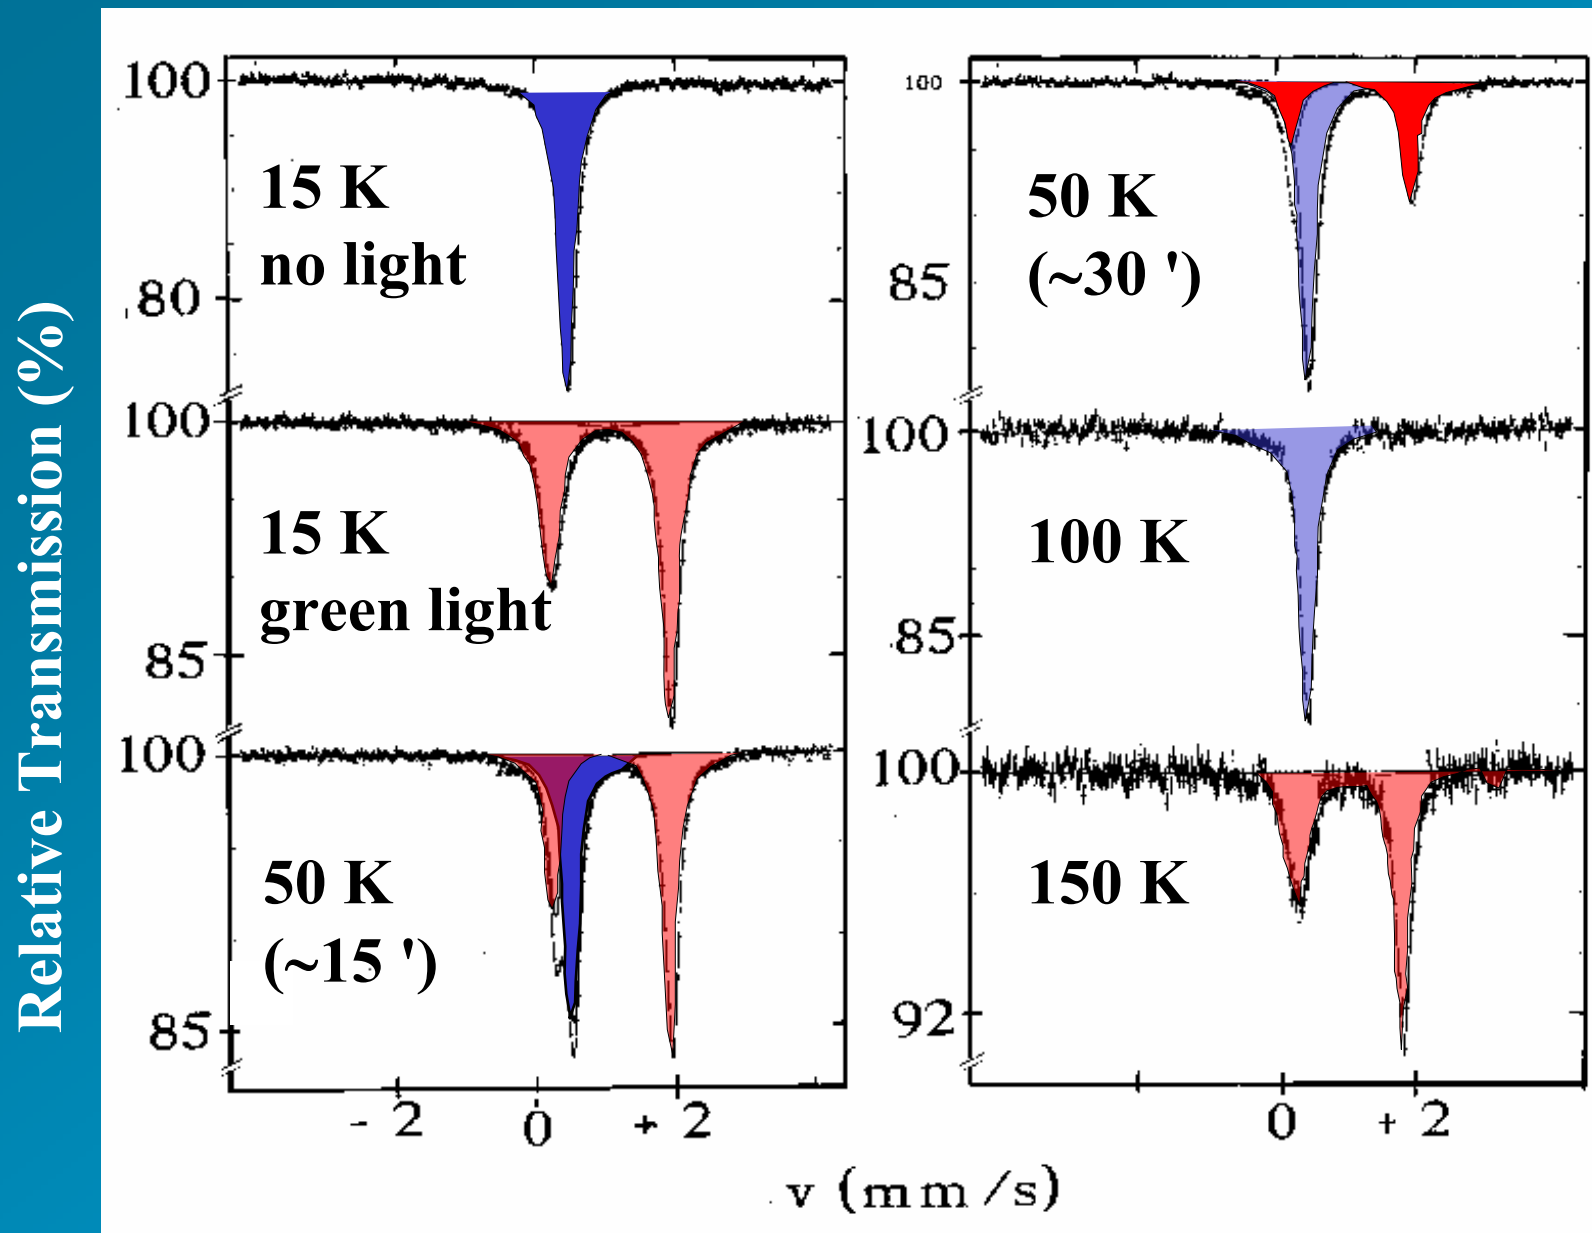 Relative Transmission (%)
100
15 K
no light
80
100
15 K
green light
85
100
50 K
(~15 ')
85
- 2
0
+ 2
100
50 K
(~30 ')
85
100
100 K
85
100
150 K
92
0
+ 2
v (mm/s)